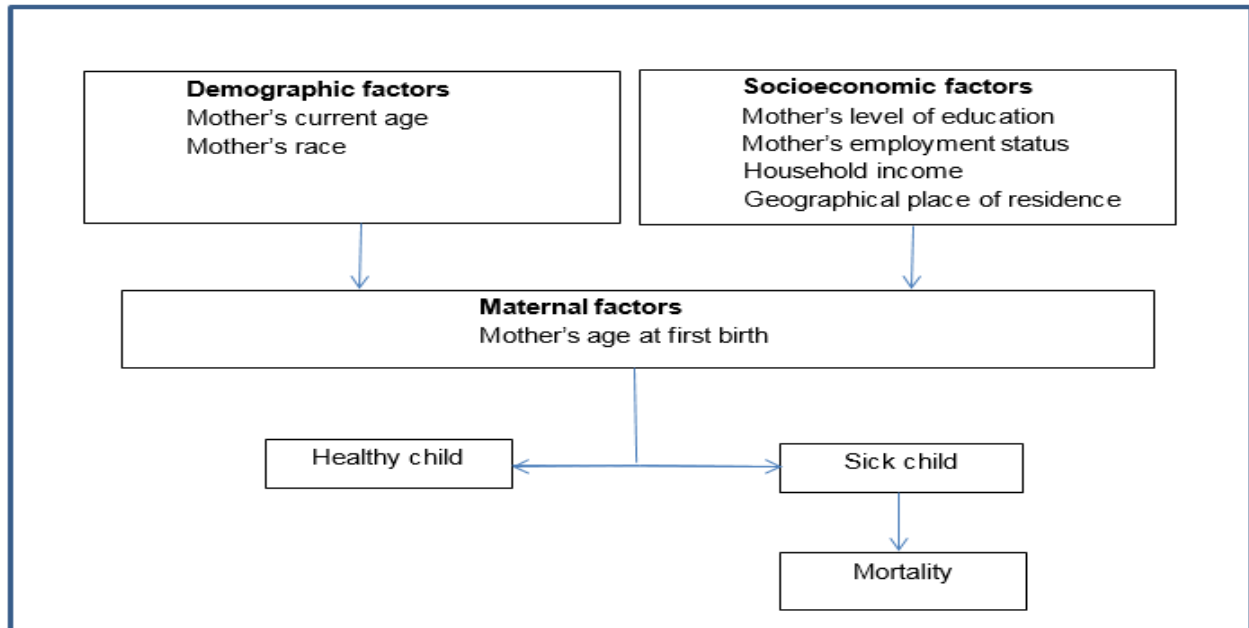 Demographic factors
Mother's current age
Mother's race
Socioeconomic factors
Mother's level of education
Mother's employment status
Household income
Geographical place of residence
Maternal factors
Mother's age at first birth
Healthy child
Sick child
Mortality